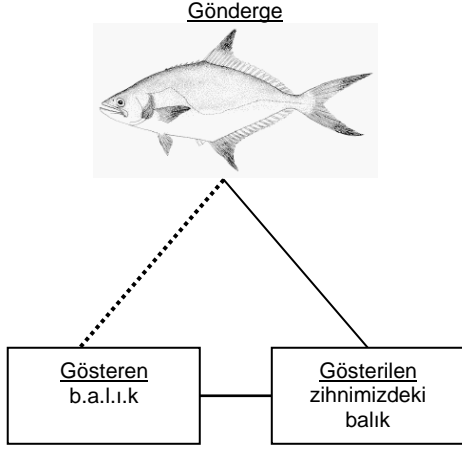 Gönderge
Gösteren
b.a.l.ı.k
Gösterilen
zihnimizdeki
balık